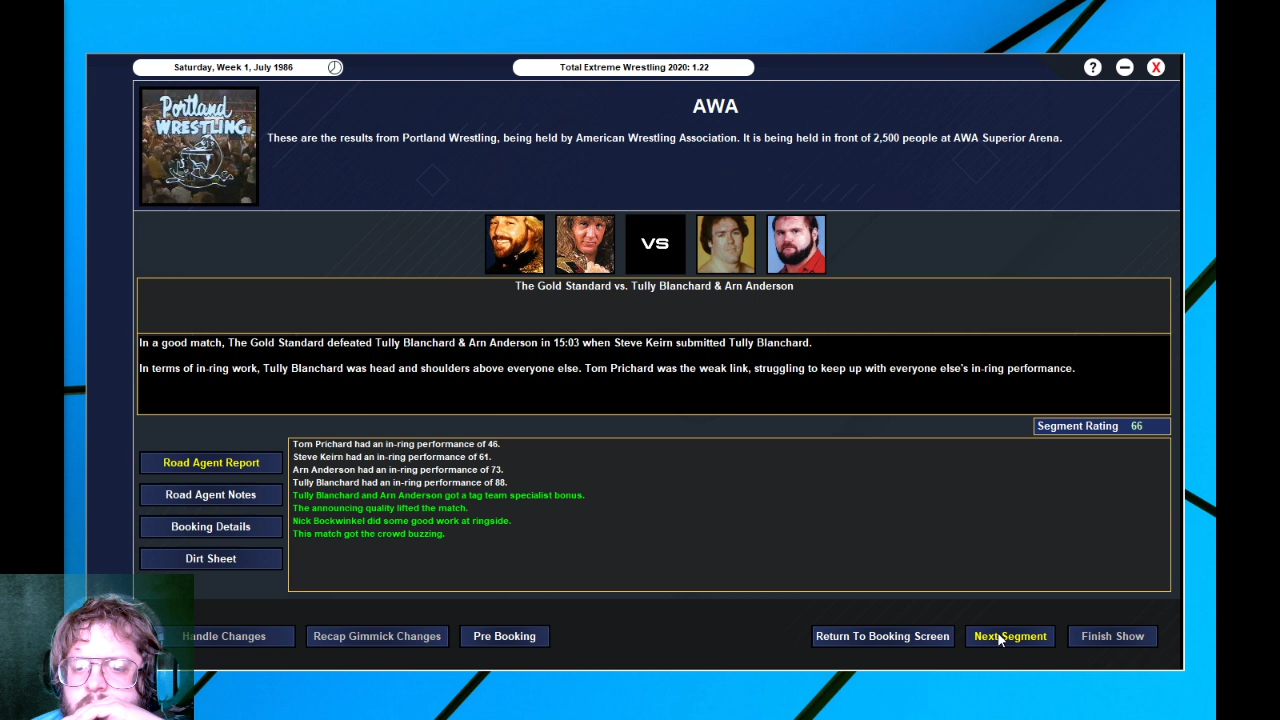 Saturday, Week 1, July 1986
Total Extreme Wrestling 2020: 1.22
?
X
Portland
WRESTLING
AWA
These are the results from Portland Wrestling, being held by American Wrestling Association. It is being held in front of 2,500 people at AWA Superior Arena.
VS
The Gold Standard vs. Tully Blanchard & Arn Anderson
In a good match, The Gold Standard defeated Tully Blanchard & Arn Anderson in 15:03 when Steve Keirn submitted Tully Blanchard.
In terms of in-ring work, Tully Blanchard was head and shoulders above everyone else. Tom Prichard was the weak link, struggling to keep up with everyone else's in-ring performance.
Segment Rating 66
Road Agent Report
Road Agent Notes
Booking Details
Dirt Sheet
Tom Prichard had an in-ring performance of 46.
Steve Keirn had an in-ring performance of 61.
Arn Anderson had an in-ring performance of 73.
Tully Blanchard had an in-ring performance of 88.
Tully Blanchard and Arn Anderson got a tag team specialist bonus.
The announcing quality lifted the match.
Nick Bockwinkel did some good work at ringside.
This match got the crowd buzzing.
Handle Changes
Recap Gimmick Changes
Pre Booking
Return To Booking Screen
Next Segment
Finish Show